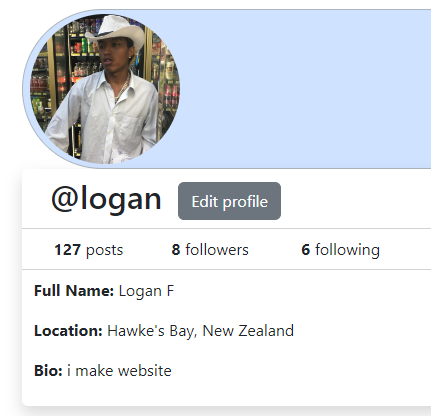 @logan Edit profile
127 posts 8 followers 6 following
Full Name: Logan F
Location: Hawke's Bay, New Zealand
Bio: i make website